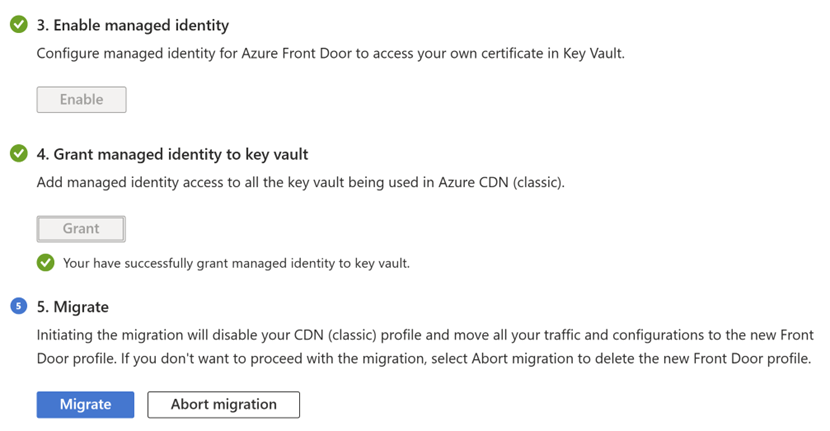 3. Enable managed identity
Configure managed identity for Azure Front Door to access your own certificate in Key Vault.
Enable
4. Grant managed identity to key vault
Add managed identity access to all the key vault being used in Azure CDN (classic).
Grant
Your have successfully grant managed identity to key vault.
5 5. Migrate
Initiating the migration will disable your CDN (classic) profile and move all your traffic and configurations to the new Front
Door profile. If you don't want to proceed with the migration, select Abort migration to delete the new Front Door profile.
Migrate Abort migration